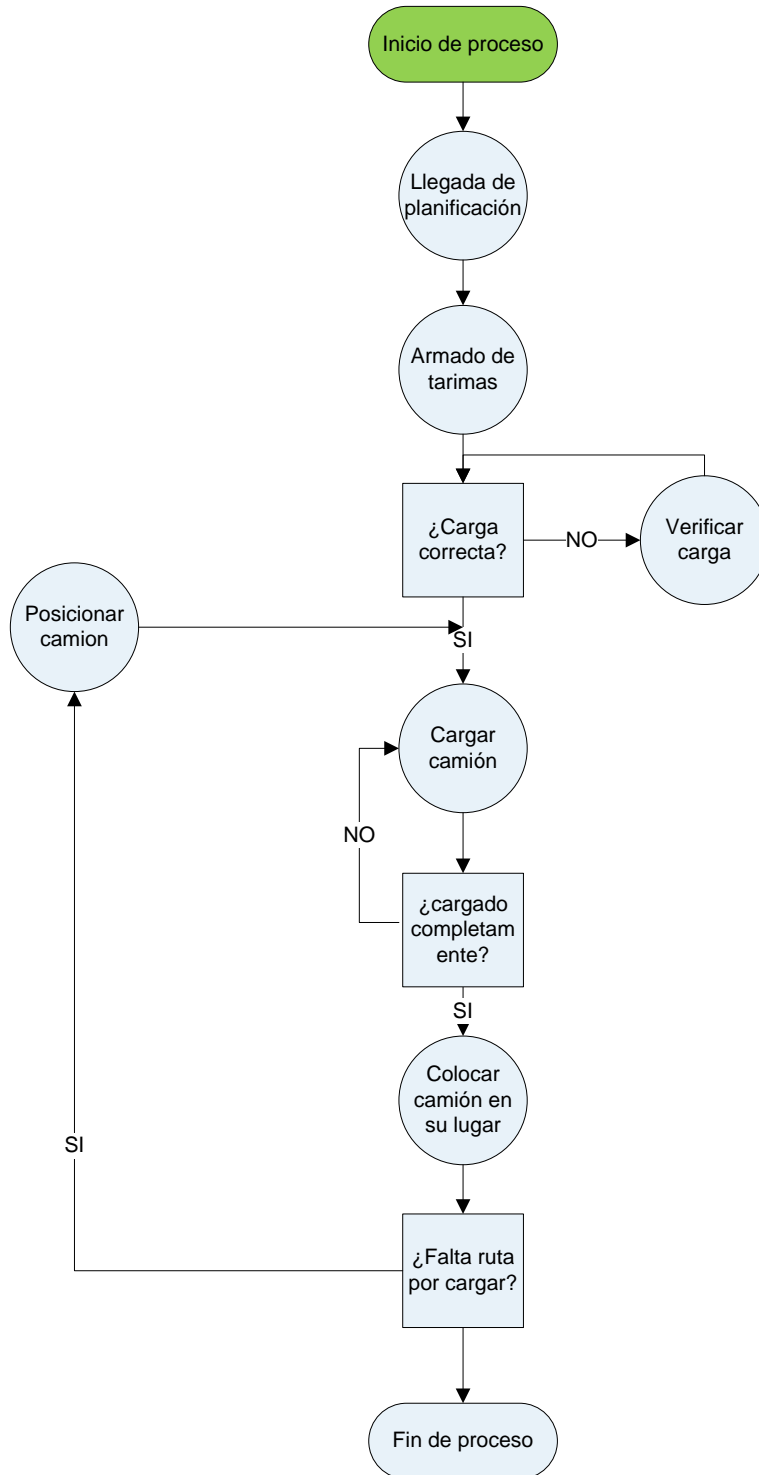 Inicio de proceso
Llegada de
planificación
Armado de
tarimas
¿Carga
correcta?
NO
Verificar
carga
Posicionar
camion
SI
Cargar
camión
NO
¿cargado
completam
ente?
SI
Colocar
camión en
su lugar
SI
¿Falta ruta
por cargar?
Fin de proceso